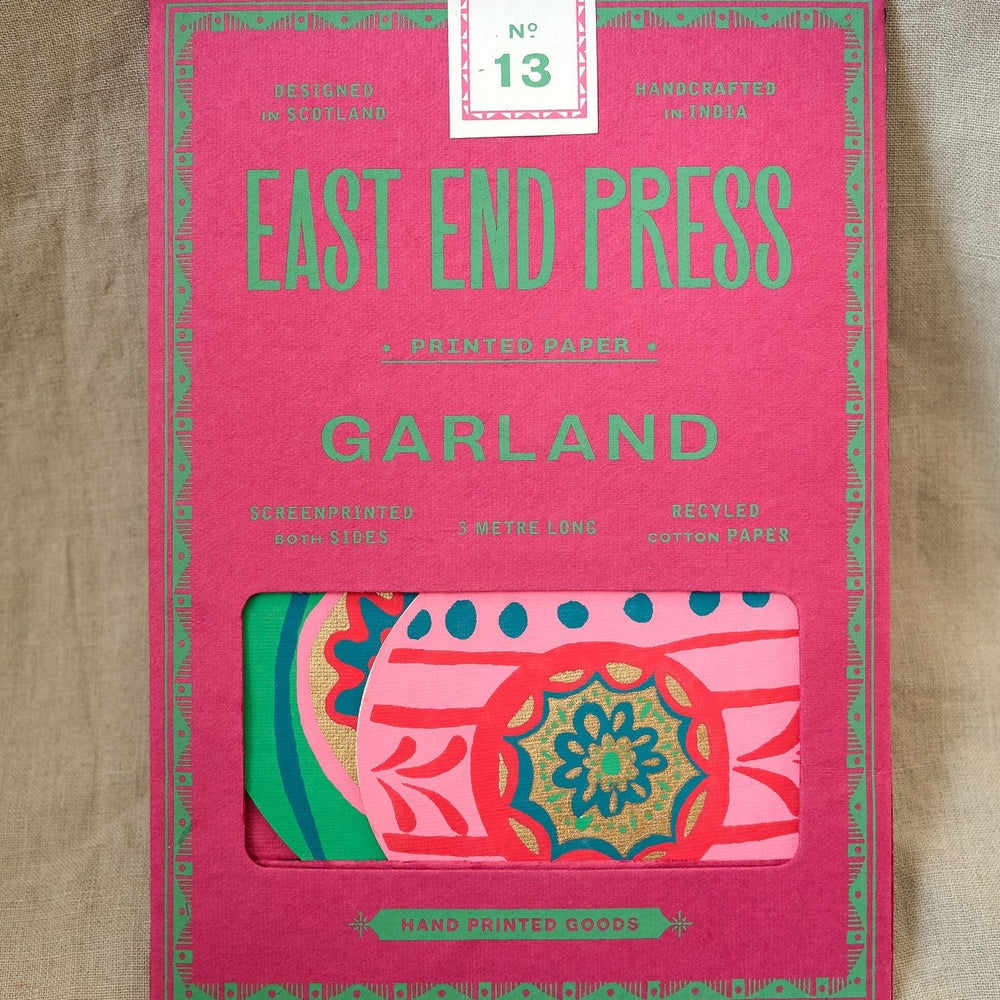 Nº
13
DESIGNED
IN SCOTLAND
HANDCRAFTED
IN INDIA
EAST END PRESS
• PRINTED PAPER •
GARLAND
SCREENPRINTED
BOTH SIDES
3 METRE LONG
RECYLED
COTTON PAPER
HAND PRINTED GOODS